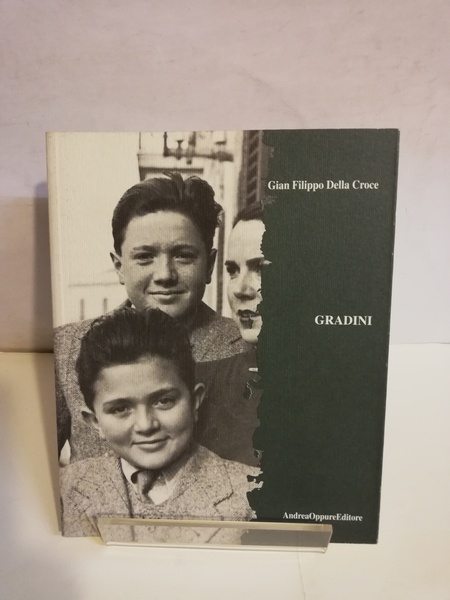 Gian Filippo Della Croce
GRADINI
AndreaOppureEditore